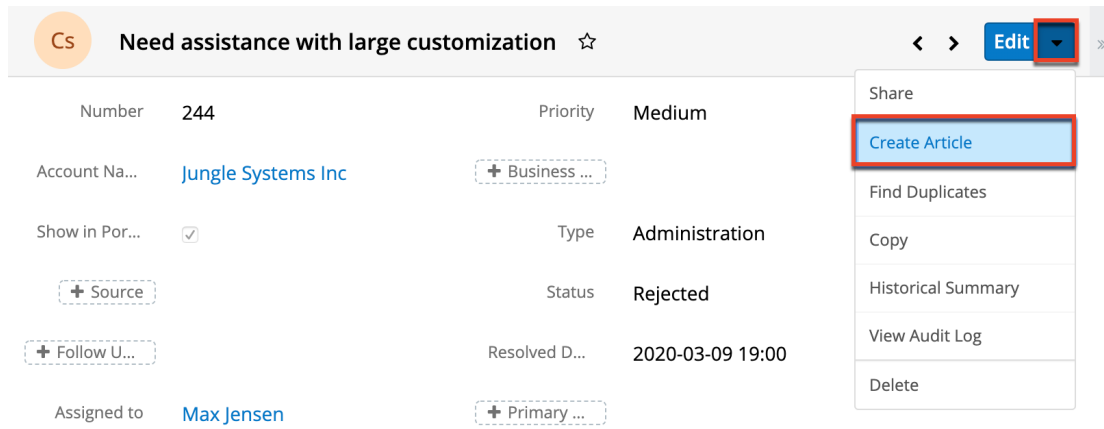 Cs Need assistance with large customization Edit
Share
Number 244 Priority Medium
Create Article
Account Na... Jungle Systems Inc + Business ...
Find Duplicates
Show in Por... Type Administration
Copy
+ Source Status Rejected
Historical Summary
+ Follow U... Resolved D... 2020-03-09 19:00
View Audit Log
Delete
Assigned to Max Jensen + Primary ...